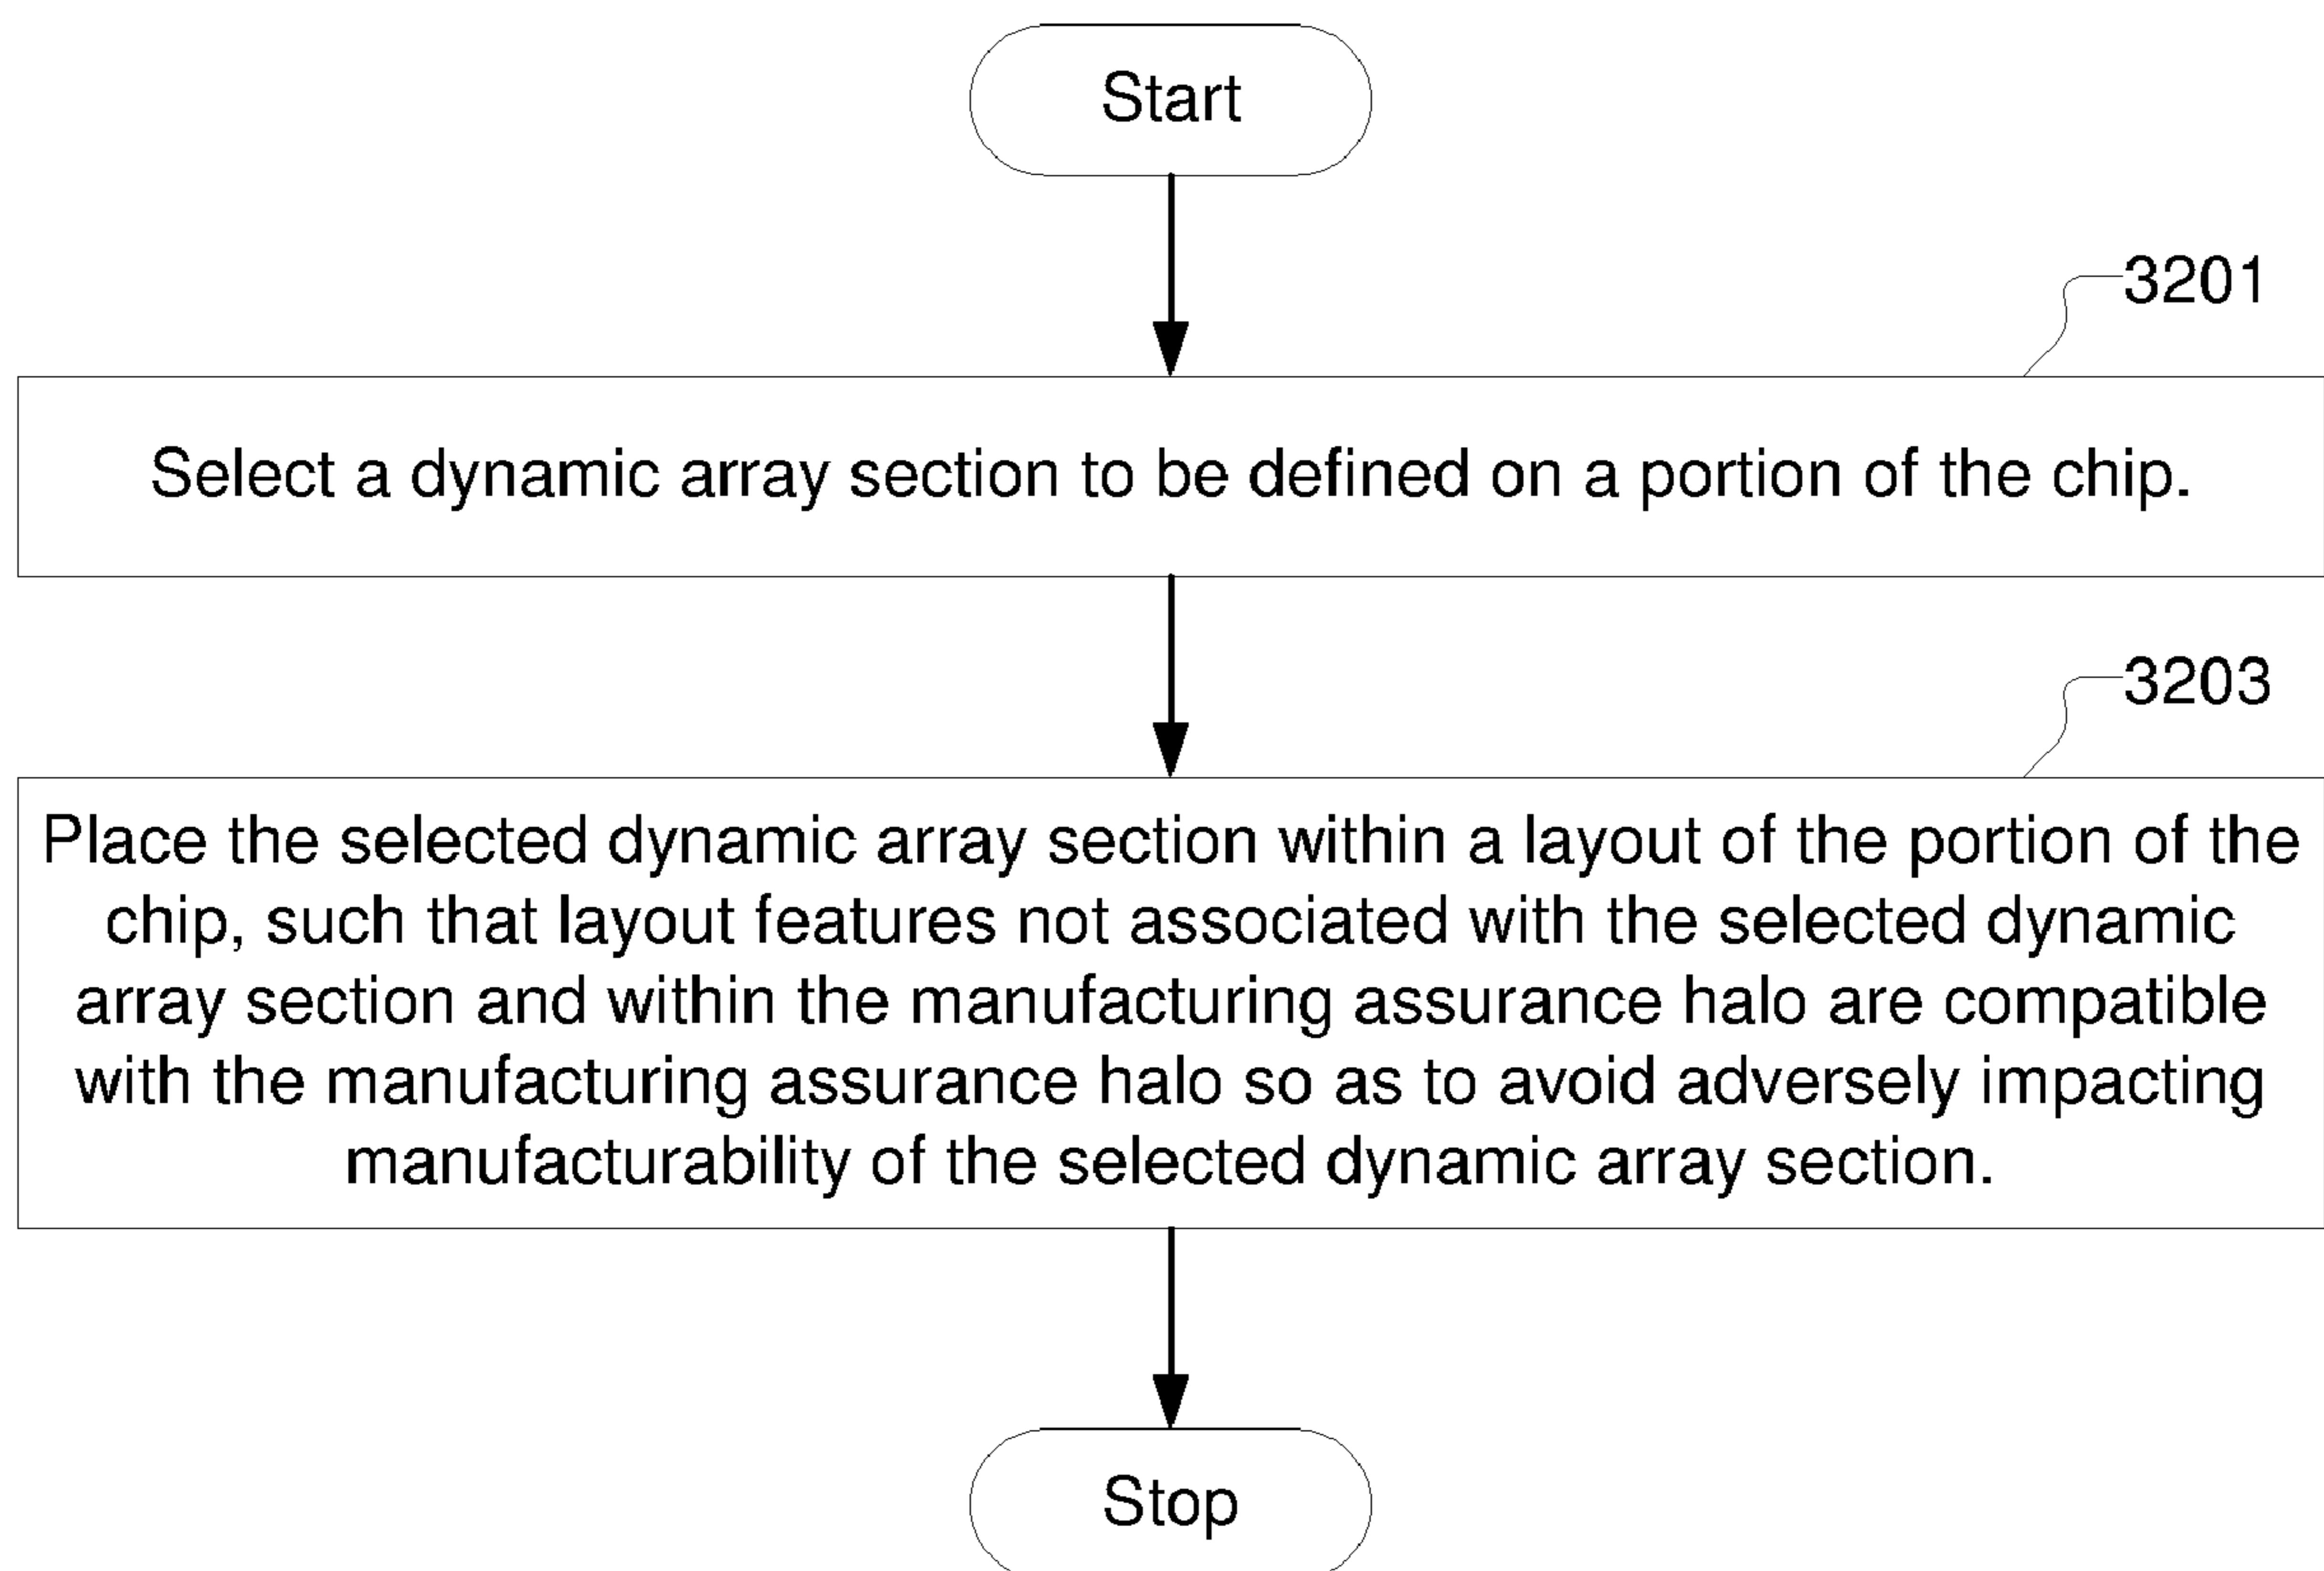 Start
3201
Select a dynamic array section to be defined on a portion of the chip.
3203
Place the selected dynamic array section within a layout of the portion of the
chip, such that layout features not associated with the selected dynamic
array section and within the manufacturing assurance halo are compatible
with the manufacturing assurance halo so as to avoid adversely impacting
manufacturability of the selected dynamic array section.
Stop